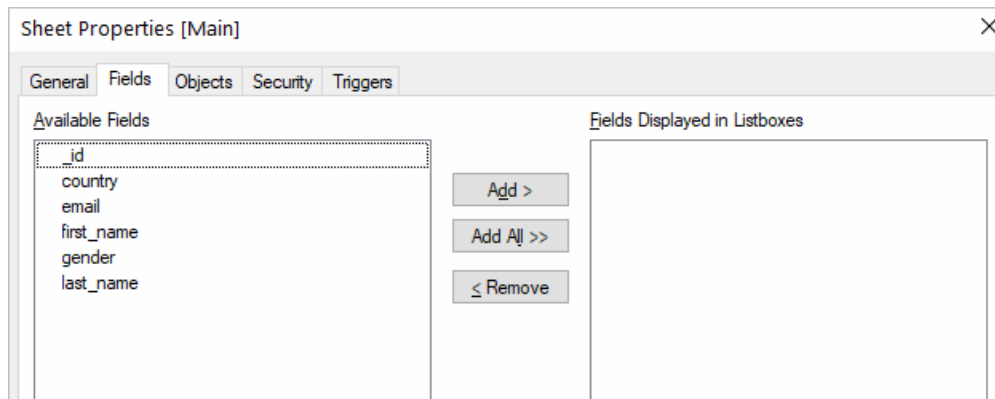 Sheet Properties [Main]
General Fields Objects Security Triggers
Available Fields
Fields Displayed in Listboxes
_id
country
email
first_name
gender
last_name
Add >
Add All >>
< Remove